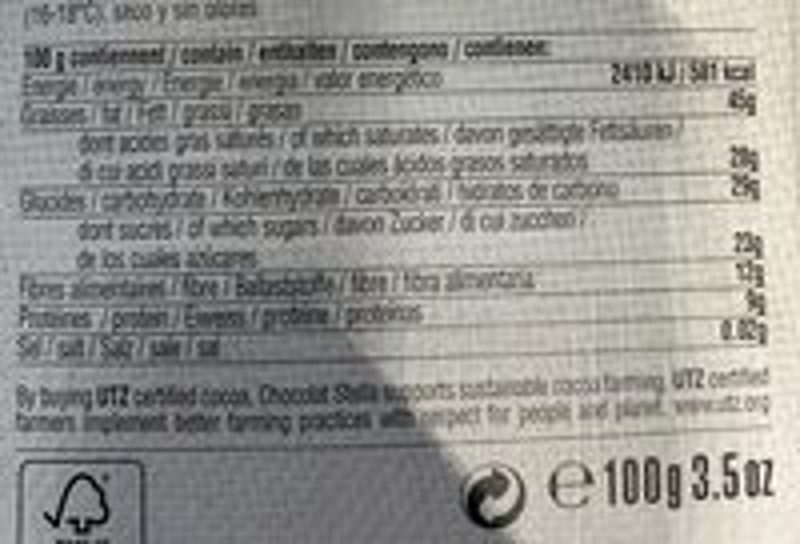 (16-18°C), seco y sin olores
100 g contiennent / contain / enthalten / contengono / contienen:
Energie / energy / Energie / energia / valor energético 2410 kJ / 581 kcal
Graisses / fat / Fett / grassi / grasas 45g
dont acides gras saturés / of which saturates / davon gesättigte Fettsäuren /
di cui acidi grassi saturi / de las cuales ácidos grasos saturados 28g
Glucides / carbohydrate / Kohlenhydrate / carboidrati / hidratos de carbono 29g
dont sucres / of which sugars / davon Zucker / di cui zuccheri /
de los cuales azúcares 23g
Fibres alimentaires / fibre / Ballaststoffe / fibre / fibra alimentaria 13g
Protéines / protein / Eiweiss / proteine / proteínas 9g
Sel / salt / Salz / sale / sal 0.02g
By buying UTZ certified cocoa, Chocolat Stella supports sustainable cocoa farming. UTZ certified
farmers implement better farming practices with respect for people and planet. www.utz.org
e 100g 3.5 oz